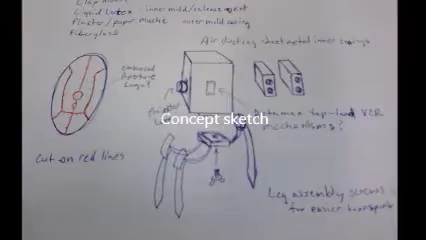 Clay
Liquid Latex inner mold/release agent
Plaster/paper mache outer mold casing
Fiberglass
Air ducting - sheet metal inner casings
embossed
Aperture
Logo?
Automax top-load VCR
mechanisms?
Concept sketch
Cut on red lines
Leg assembly screws in
for easier transport